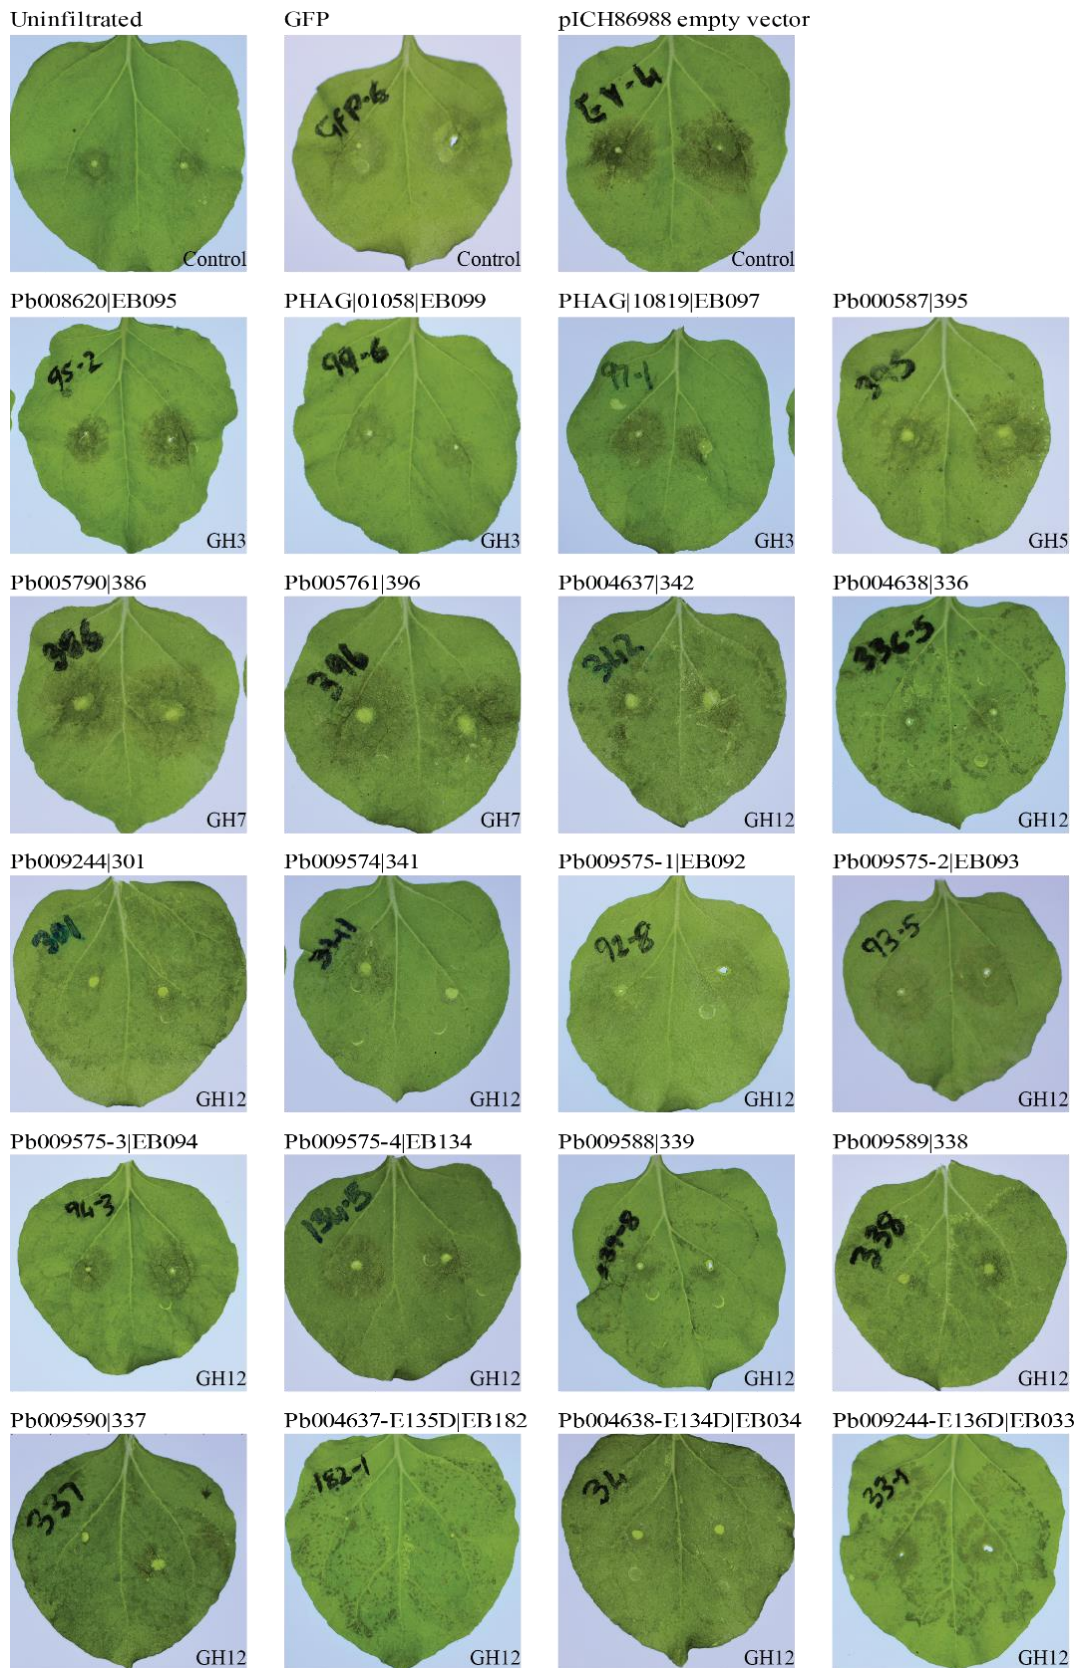 Uninfiltrated GFP pICH86988 empty vector
GFP-6 EV-4
Control Control Control
Pb008620|EB095 PHAG|01058|EB099 PHAG|10819|EB097 Pb000587|395
95-2 99-6 97-1 395
GH3 GH3 GH3 GH5
Pb005790|386 Pb005761|396 Pb004637|342 Pb004638|336
386 396 342 336-5
GH7 GH7 GH12 GH12
Pb009244|301 Pb009574|341 Pb009575-1|EB092 Pb009575-2|EB093
301 341 92-8 93-5
GH12 GH12 GH12 GH12
Pb009575-3|EB094 Pb009575-4|EB134 Pb009588|339 Pb009589|338
94-3 134-5 339-8 338
GH12 GH12 GH12 GH12
Pb009590|337 Pb004637-E135D|EB182 Pb004638-E134D|EB034 Pb009244-E136D|EB033
337 182-1 34 33-1
GH12 GH12 GH12 GH12